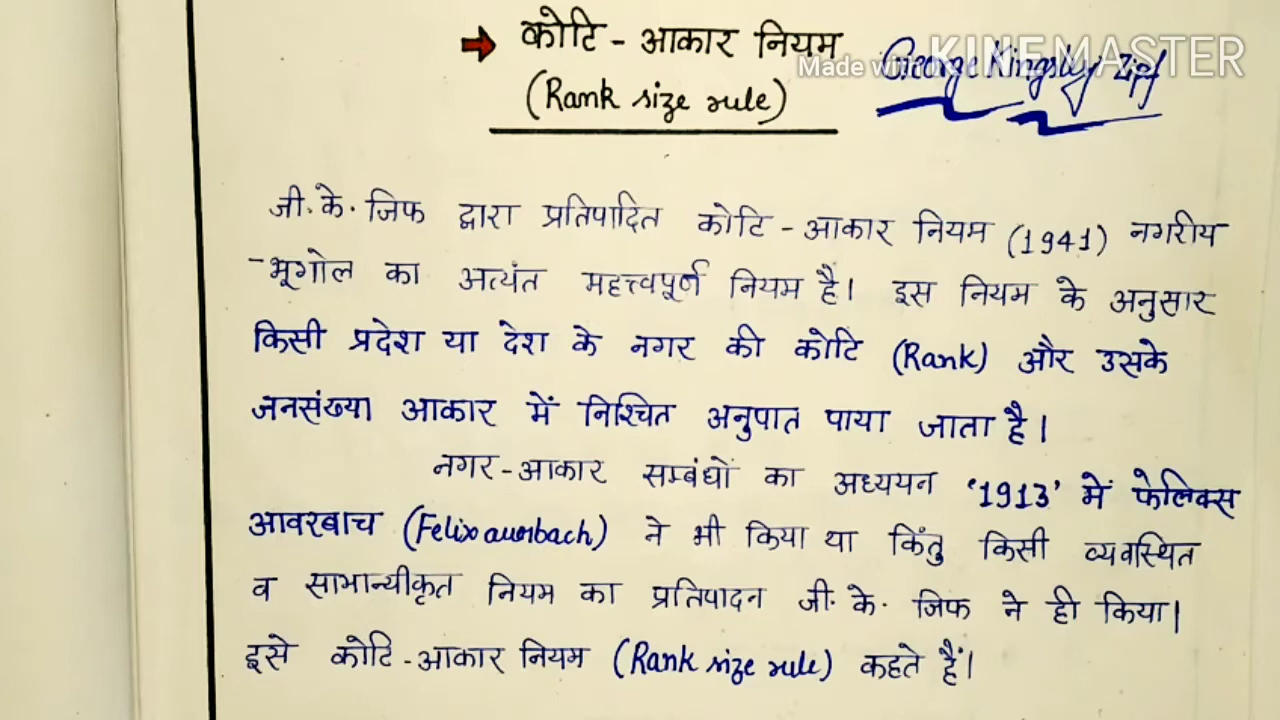 कोटि - आकार नियम
(Rank size rule)
George Kingsley Zipf
Made with KINEMASTER
जी. के. जिफ द्वारा प्रतिपादित कोटि - आकार नियम (1941) नगरीय
भूगोल का अत्यंत महत्त्वपूर्ण नियम है। इस नियम के अनुसार
किसी प्रदेश या देश के नगर की कोटि (Rank) और उसके
जनसंख्या आकार में निश्चित अनुपात पाया जाता है।
नगर - आकार सम्बंधों का अध्ययन '1913' में फेलिक्स
आवरबाच (Felix auerbach) ने भी किया था किंतु किसी व्यवस्थित
व सामान्यीकृत नियम का प्रतिपादन जी. के. जिफ ने ही किया।
इसे कोटि - आकार नियम (Rank size rule) कहते हैं।